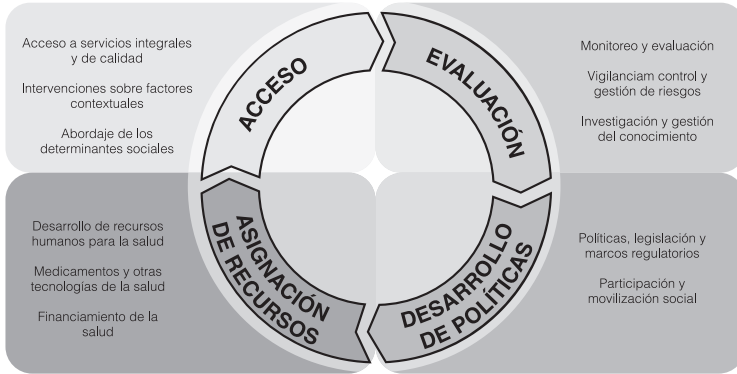 Acceso a servicios integrales
y de calidad
Intervenciones sobre factores
contextuales
Abordaje de los
determinantes sociales
ACCESO
EVALUACIÓN
Monitoreo y evaluación
Vigilanciam control y
gestión de riesgos
Investigación y gestión
del conocimiento
Desarrollo de recursos
humanos para la salud
Medicamentos y otras
tecnologías de la salud
Financiamiento de la
salud
ASIGNACIÓN
DE RECURSOS
DESARROLLO
DE POLÍTICAS
Políticas, legislación y
marcos regulatorios
Participación y
movilización social